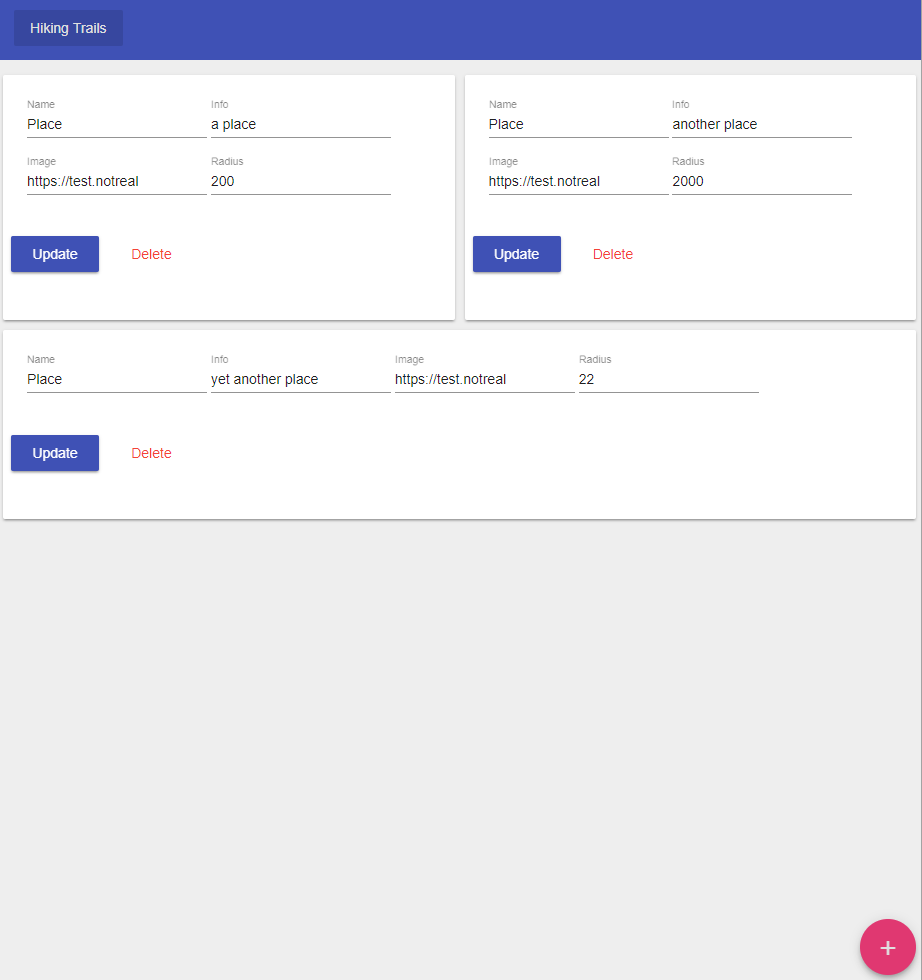 Hiking Trails
Name Info
Place a place
Image Radius
https://test.notreal 200
Update Delete
Name Info
Place another place
Image Radius
https://test.notreal 2000
Update Delete
Name Info Image Radius
Place yet another place https://test.notreal 22
Update Delete
+